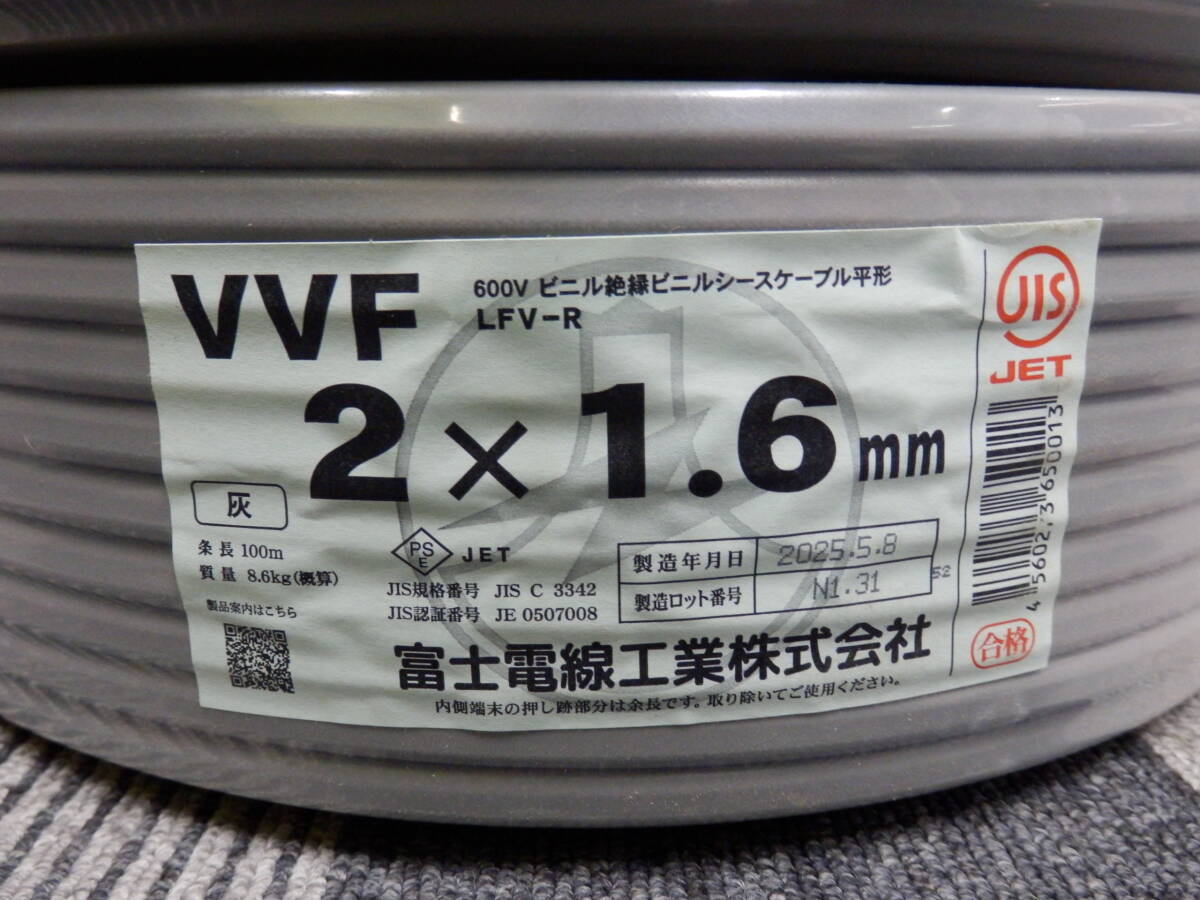 VVF
600V ビニル絶縁ビニルシースケーブル平形
LFV-R
2×1.6mm
灰
条長 100m
質量 8.6kg(概算)
製品案内はこちら
PS
E
JET
JIS規格番号 JIS C 3342
JIS認証番号 JE 0507008
製造年月日 2025.5.8
製造ロット番号 N1.31 52
富士電線工業株式会社
内側端末の押し跡部分は余長です。取り除いてご使用ください。
JIS
JET
4560273650013
合格